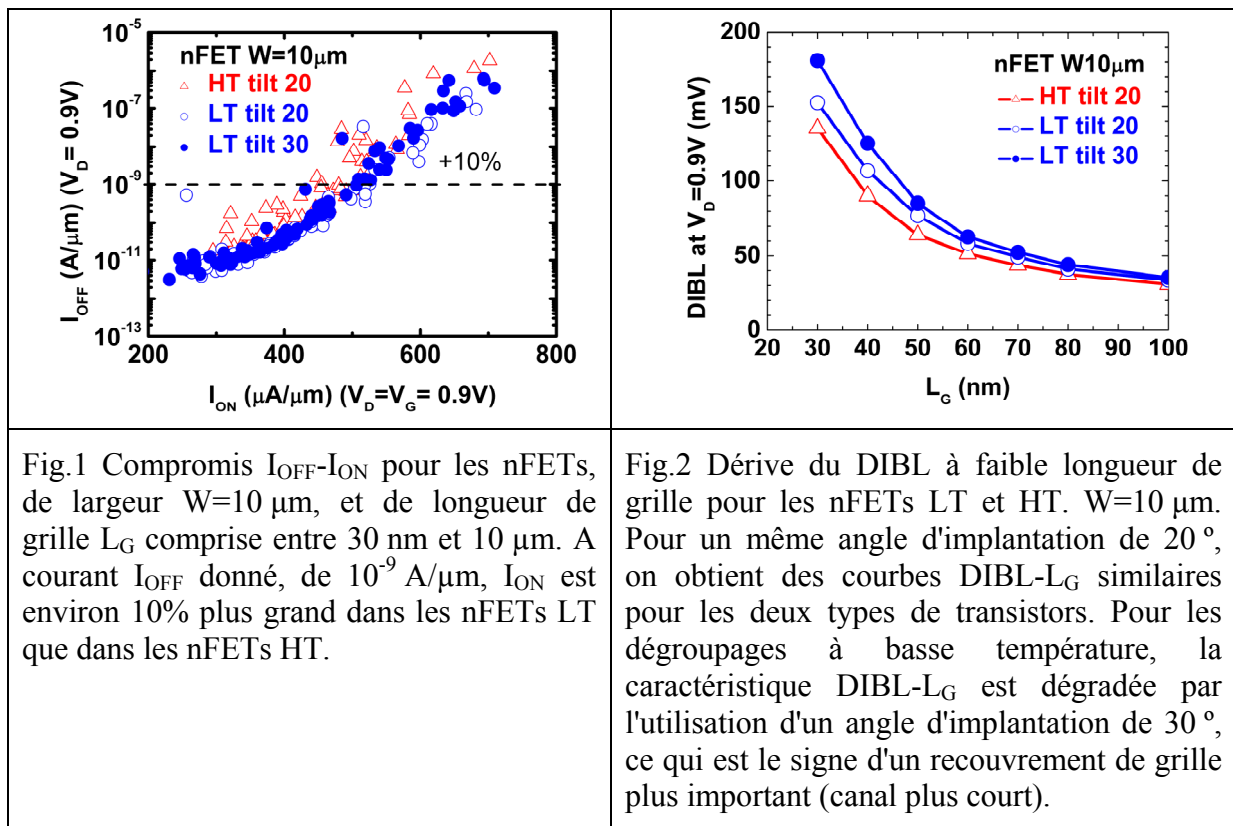 10⁻⁵
10⁻⁷
10⁻⁹
10⁻¹¹
10⁻¹³
I_OFF (A/μm) (V_D= 0.9V)
nFET W=10μm
HT tilt 20
LT tilt 20
LT tilt 30
+10%
200 400 600 800
I_ON (μA/μm) (V_D=V_G= 0.9V)
200
150
100
50
0
DIBL at V_D=0.9V (mV)
nFET W10μm
HT tilt 20
LT tilt 20
LT tilt 30
20 30 40 50 60 70 80 90 100
L_G (nm)
Fig.1 Compromis I_OFF-I_ON pour les nFETs,
de largeur W=10 μm, et de longueur de
grille L_G comprise entre 30 nm et 10 μm. A
courant I_OFF donné, de 10⁻⁹ A/μm, I_ON est
environ 10% plus grand dans les nFETs LT
que dans les nFETs HT.
Fig.2 Dérive du DIBL à faible longueur de
grille pour les nFETs LT et HT. W=10 μm.
Pour un même angle d'implantation de 20 º,
on obtient des courbes DIBL-L_G similaires
pour les deux types de transistors. Pour les
dégroupages à basse température, la
caractéristique DIBL-L_G est dégradée par
l'utilisation d'un angle d'implantation de 30 º,
ce qui est le signe d'un recouvrement de grille
plus important (canal plus court).